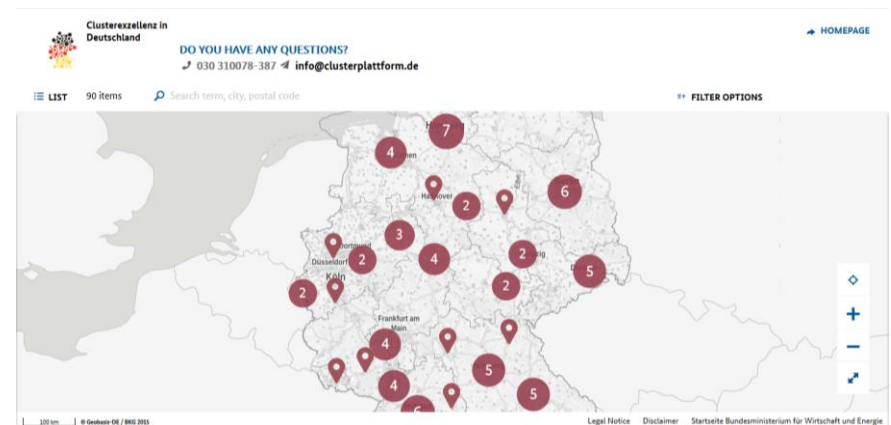 Clusterexzellenz in
Deutschland
HOMEPAGE
DO YOU HAVE ANY QUESTIONS?
030 310078-387 info@clusterplattform.de
LIST 90 items Search term, city, postal code FILTER OPTIONS
7
4
Hannover
2
6
3
Dortmund
Düsseldorf
2
4
2
5
Köln
2
2
Frankfurt am
Main
4
5
4
5
100 km © Geobasis-DE / BKG 2015 Legal Notice Disclaimer Startseite Bundesministerium für Wirtschaft und Energie